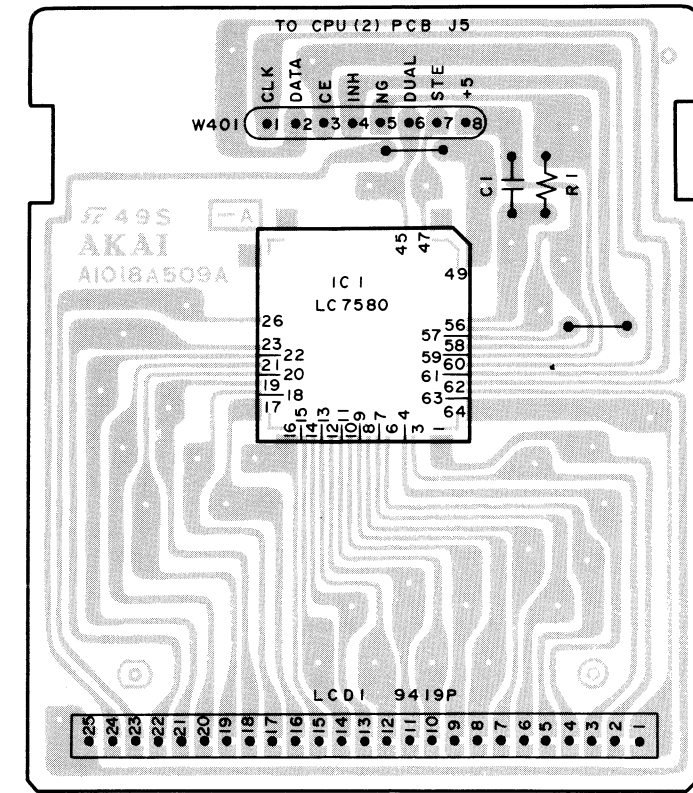 TO CPU (2) PCB J5
CLK DATA CE INH NG DUAL STE +5
W401 1 2 3 4 5 6 7 8
C1 R1
49S -A
AKAI
A1018A509A
45 47
49
IC1
LC7580
26
23
22
21
20
19
18
17
56
57
58
59
60
61
62
63
64
16 15 14 13 12 11 10 9 8 7 6 4 3 1
LCD1 9419P
25 24 23 22 21 20 19 18 17 16 15 14 13 12 11 10 9 8 7 6 5 4 3 2 1